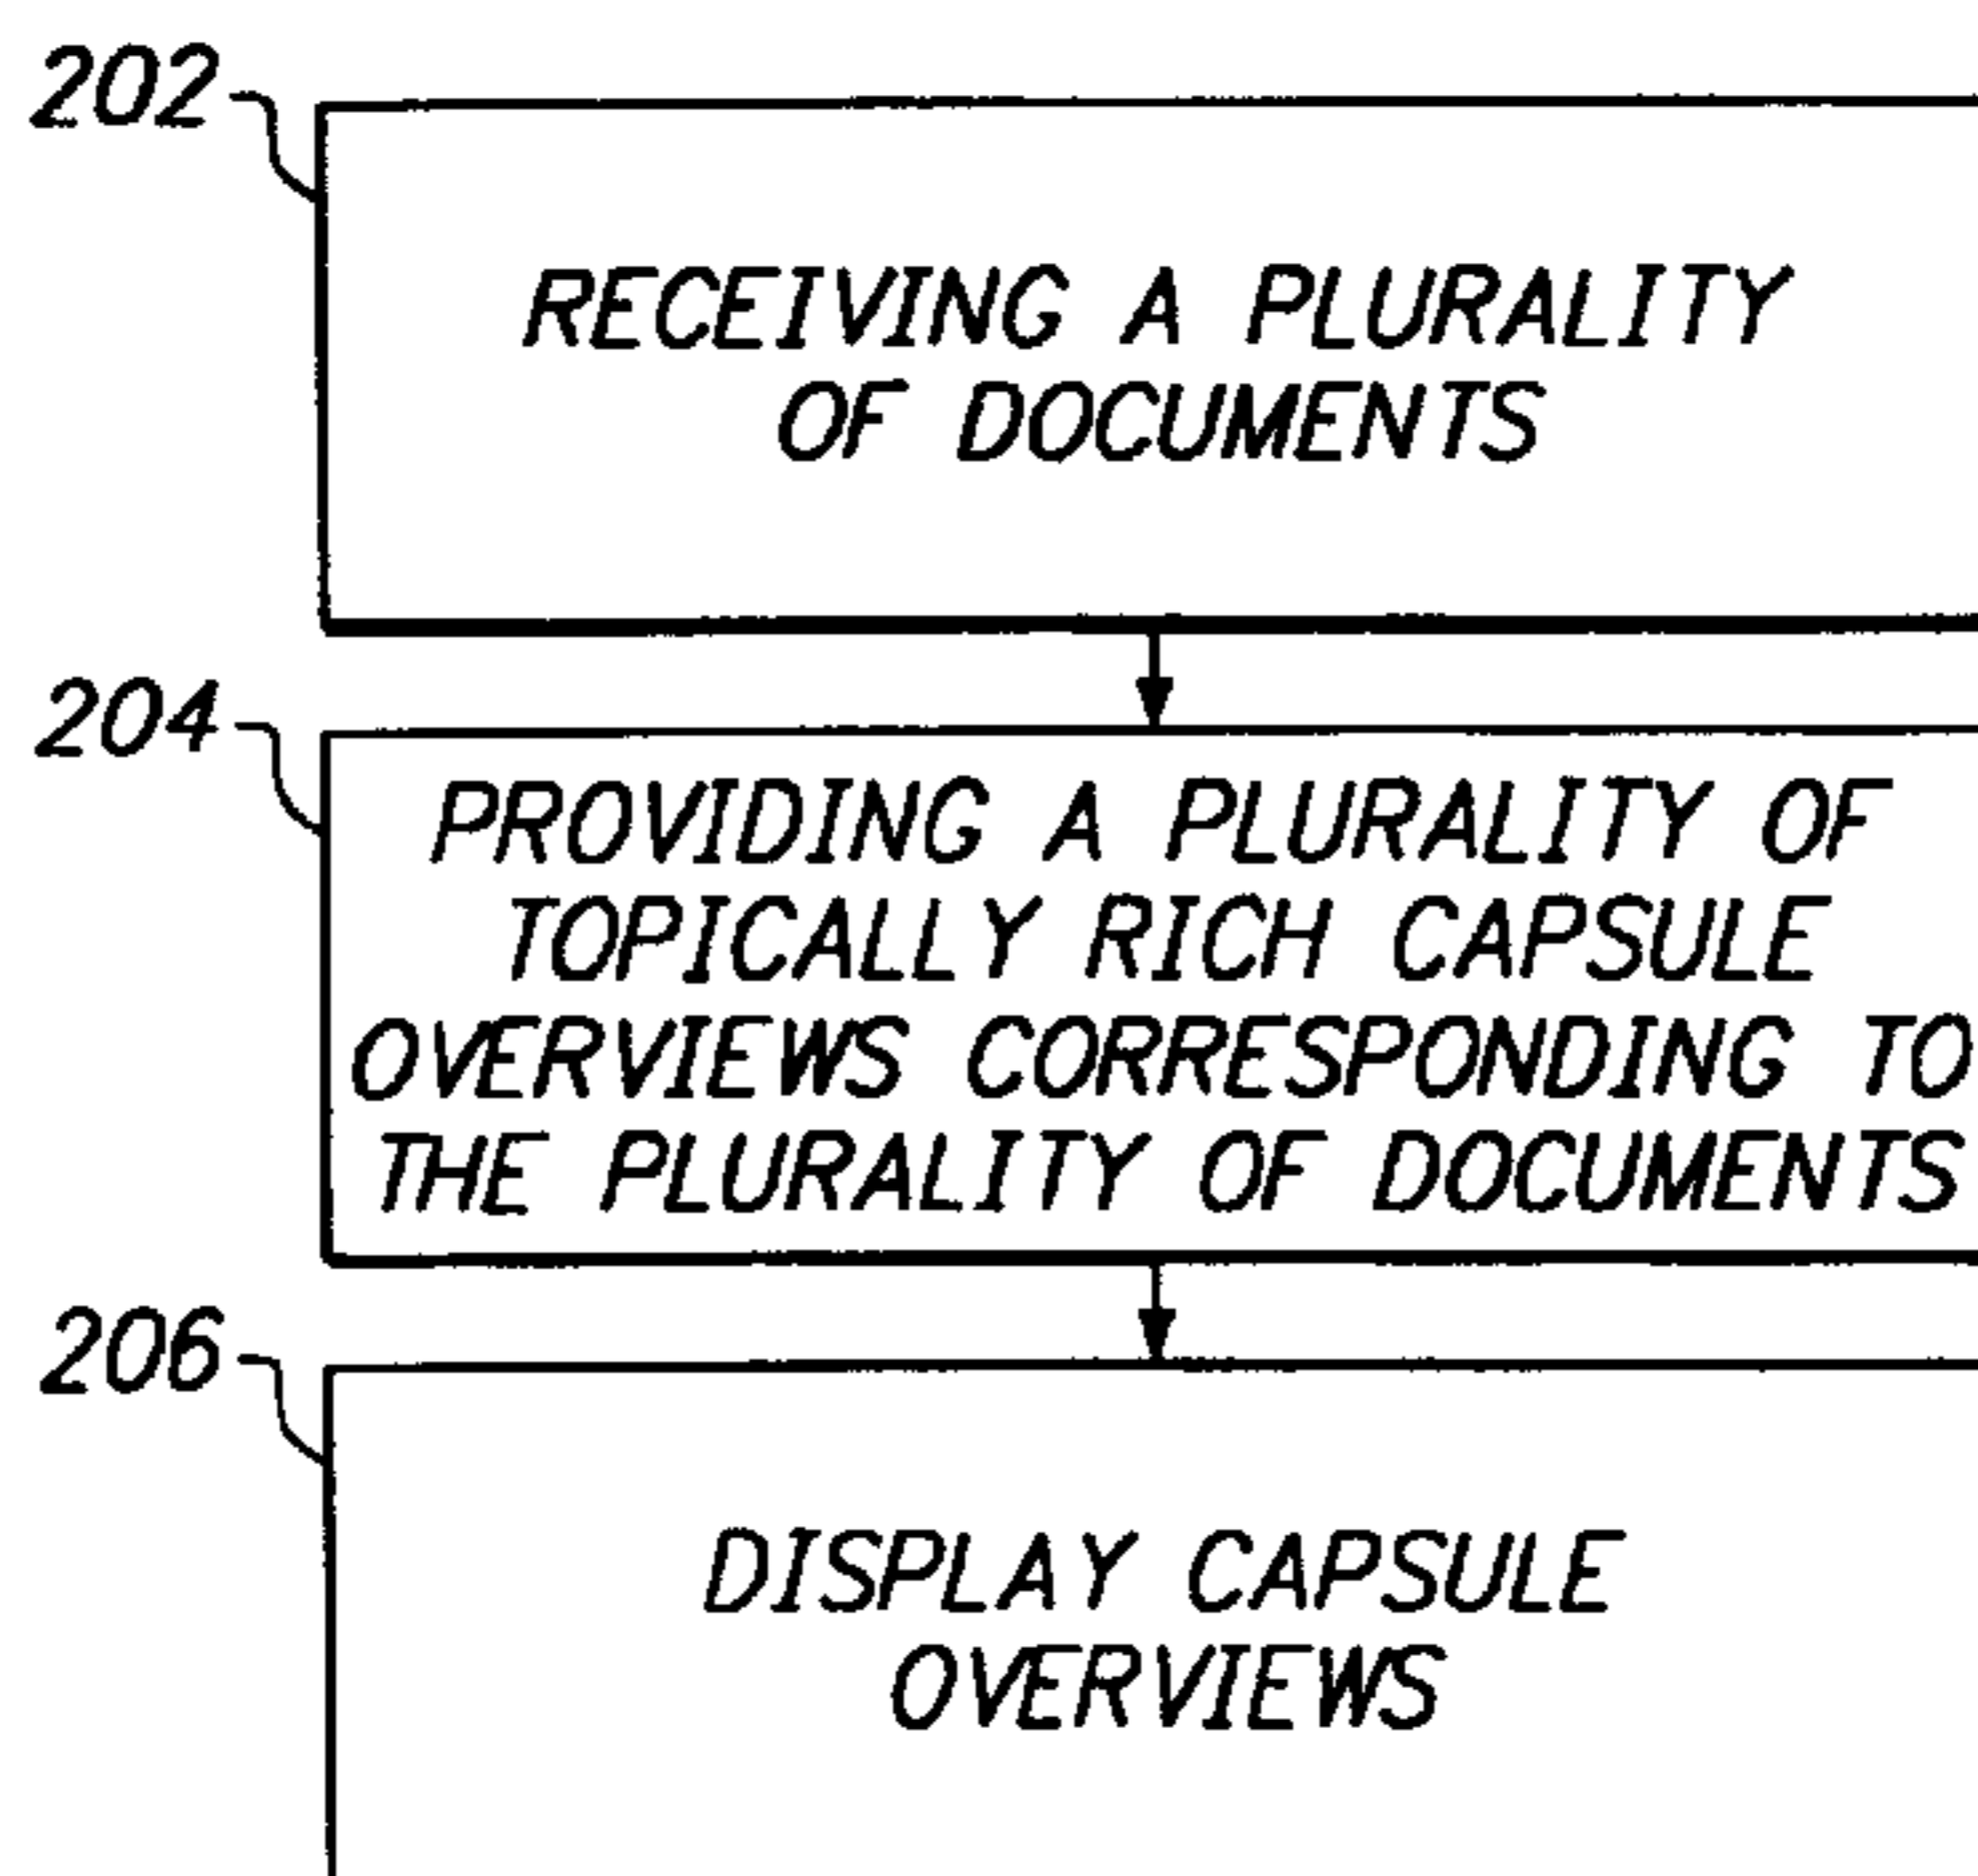 202
RECEIVING A PLURALITY
OF DOCUMENTS
204
PROVIDING A PLURALITY OF
TOPICALLY RICH CAPSULE
OVERVIEWS CORRESPONDING TO
THE PLURALITY OF DOCUMENTS
206
DISPLAY CAPSULE
OVERVIEWS